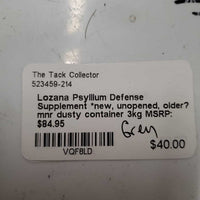 The Tack Collector
523459-214
Lozana Psyllium Defense
Supplement *new, unopened, older?
mnr dusty container 3kg MSRP:
$84.95
Grey
$40.00
VQF8LD